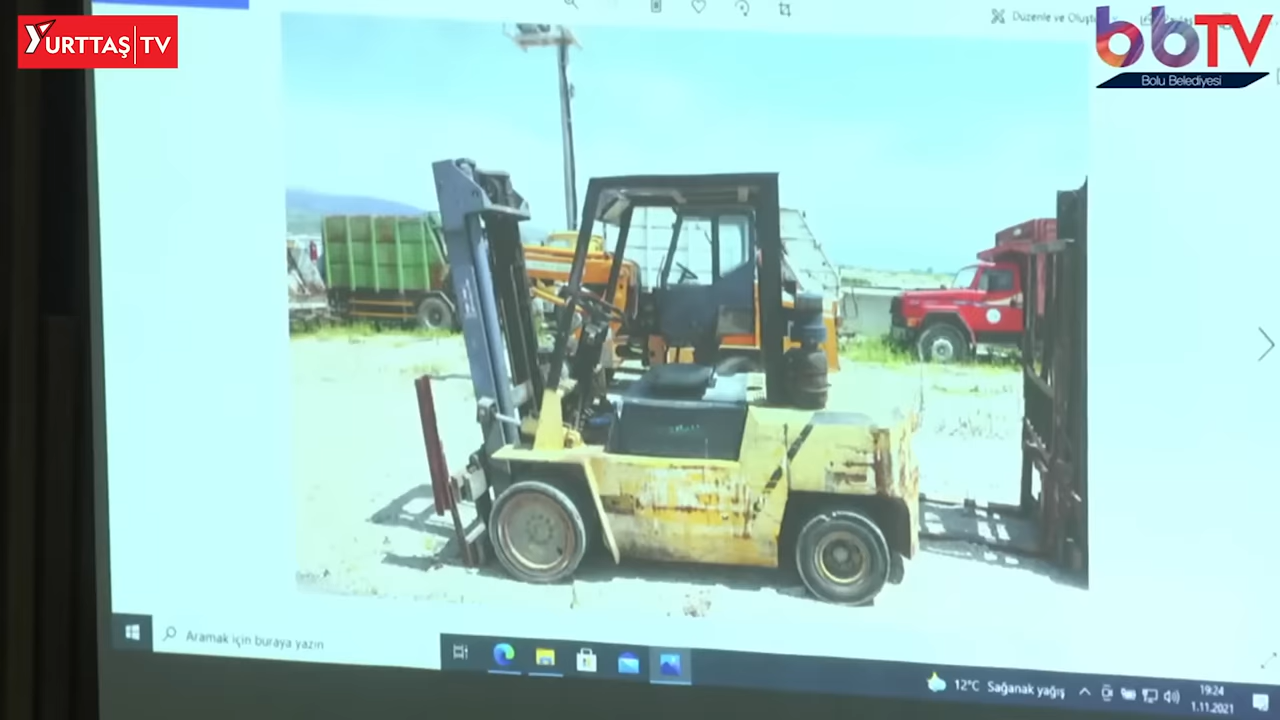 YURTTAŞ TV
bbTV
Bolu Belediyesi
Düzenle ve Oluştu
Aramak için buraya yazın
12°C Sağanak yağış
19:24
1.11.2021